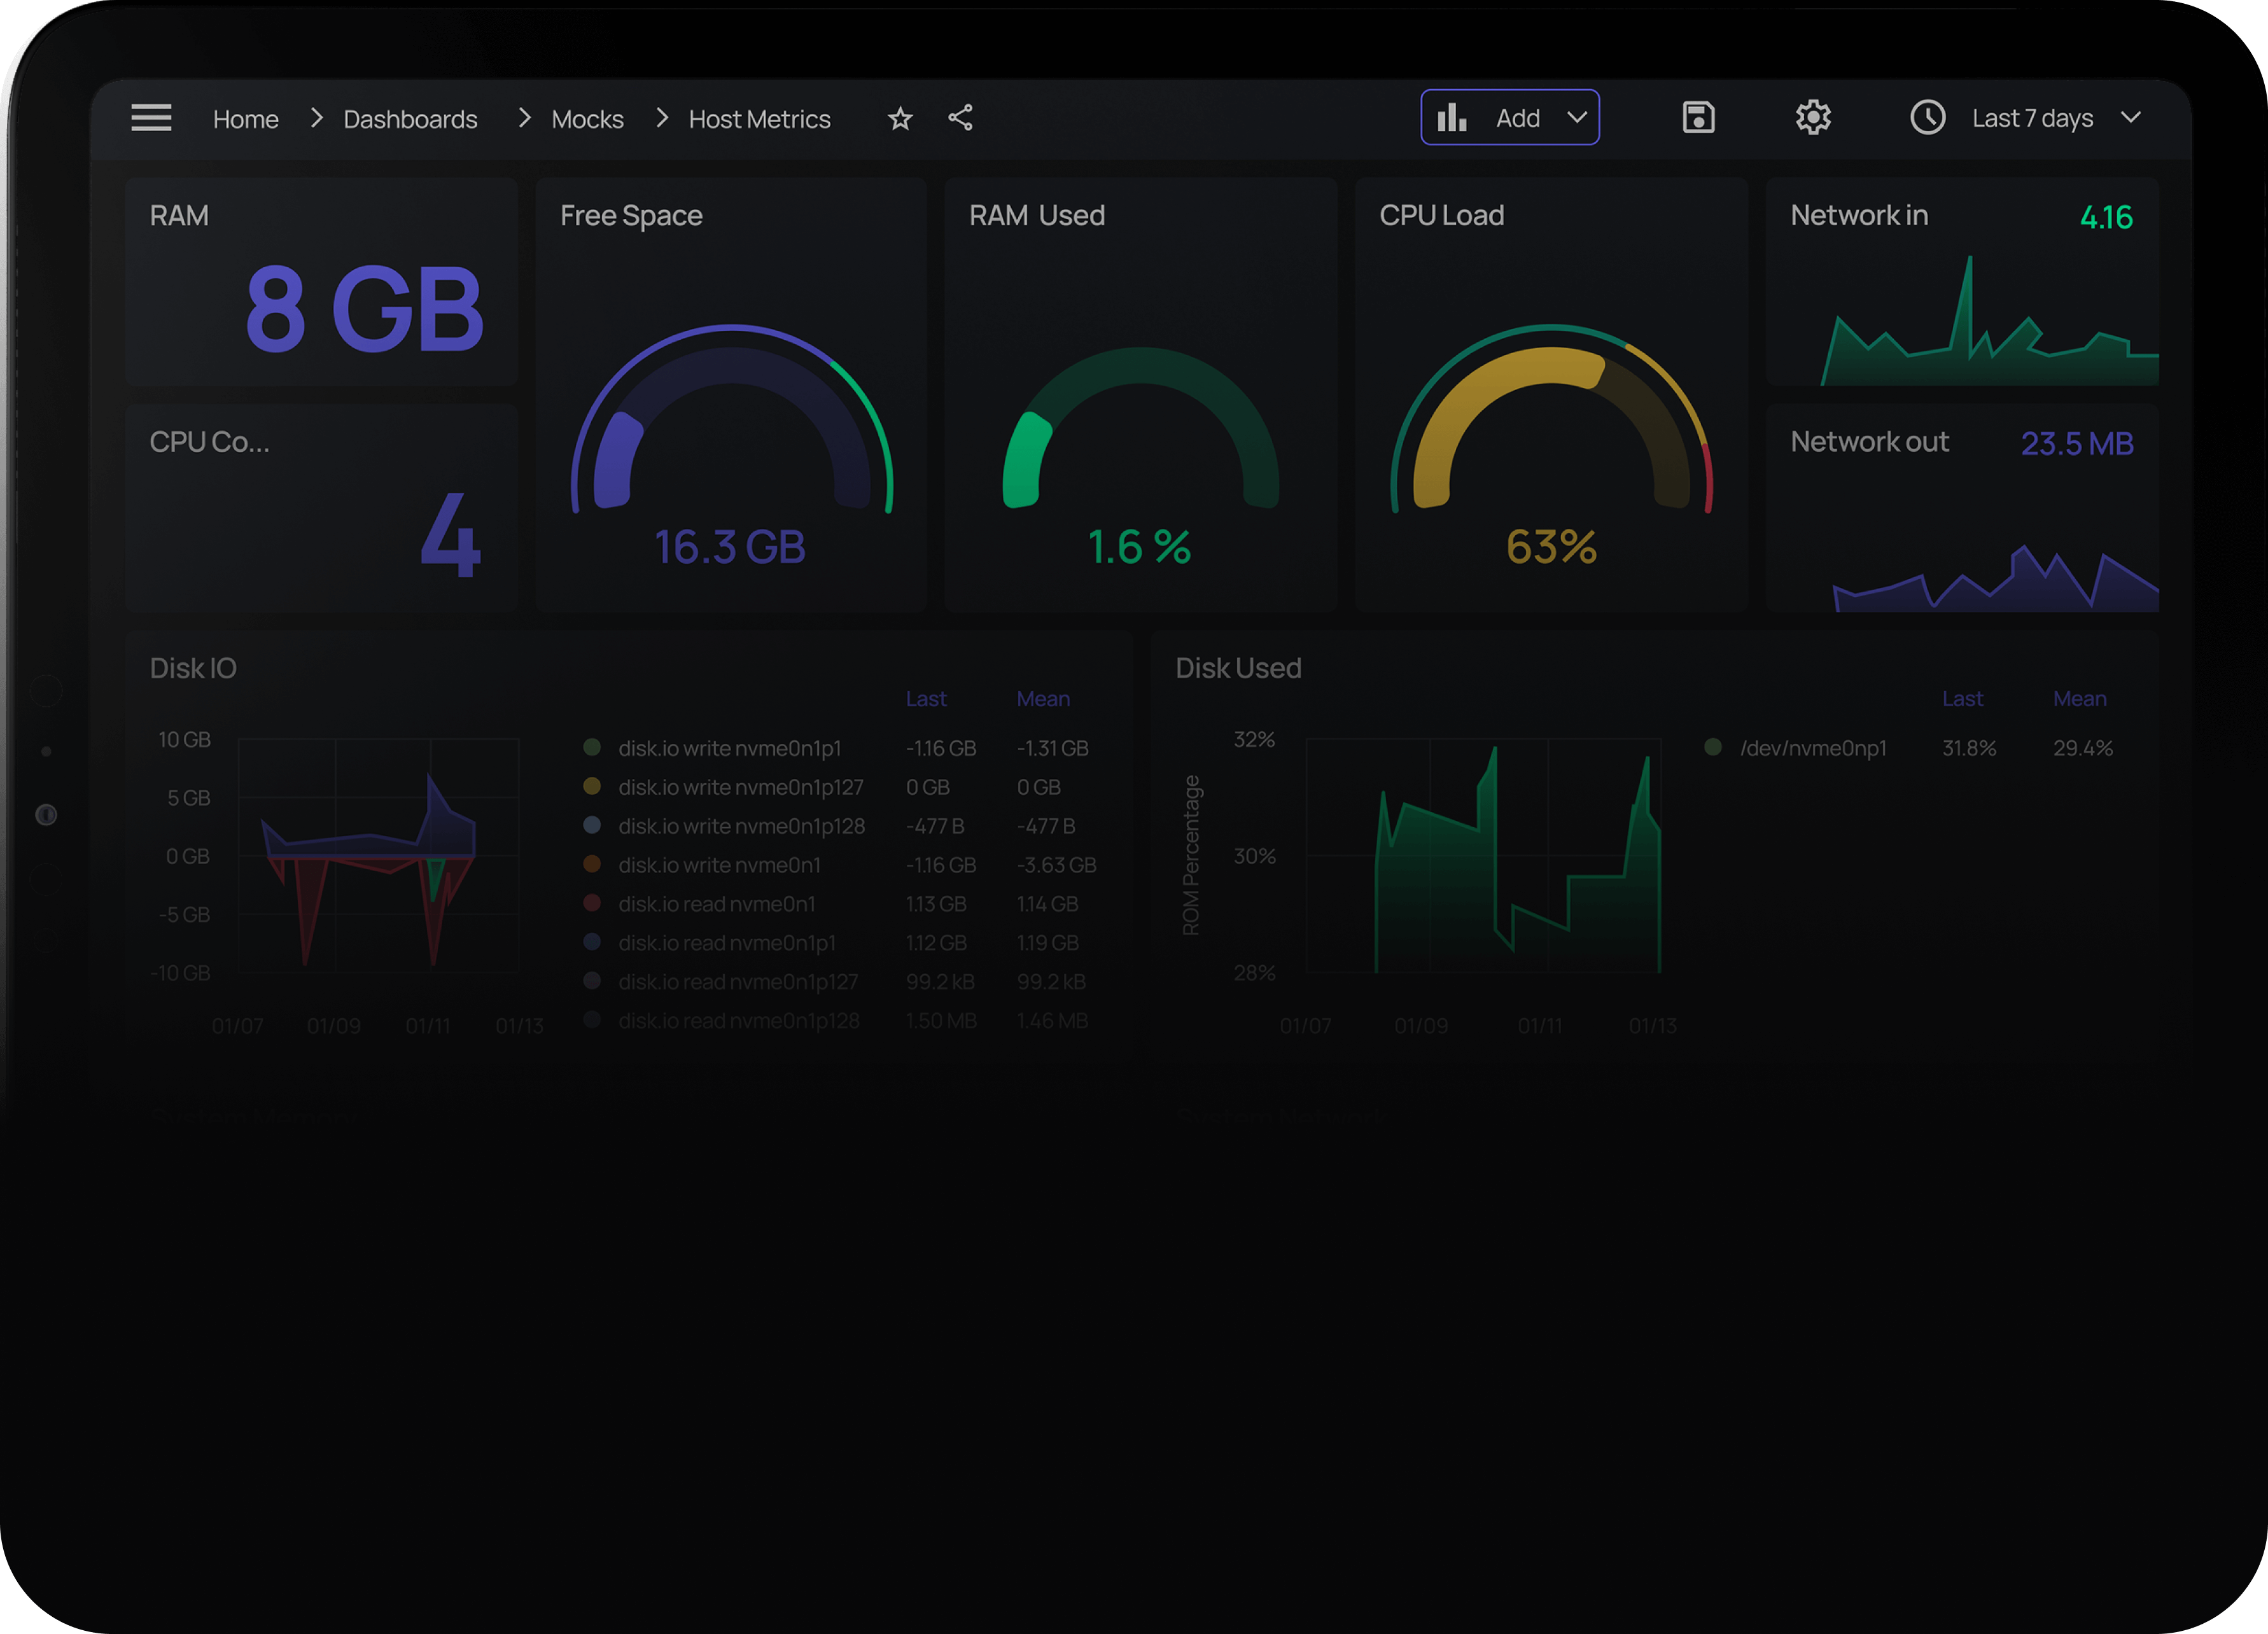 Home > Dashboards > Mocks > Host Metrics
Add
Last 7 days
RAM
8 GB
CPU Co...
4
Free Space
16.3 GB
RAM Used
1.6 %
CPU Load
63%
Network in
4.16
Network out
23.5 MB
Disk IO
Last Mean
10 GB
5 GB
0 GB
-5 GB
-10 GB
01/07 01/09 01/11 01/13
disk.io write nvme0n1p1 -1.16 GB -1.31 GB
disk.io write nvme0n1p127 0 GB 0 GB
disk.io write nvme0n1p128 -477 B -477 B
disk.io write nvme0n1 -1.16 GB -3.63 GB
disk.io read nvme0n1 1.13 GB 1.14 GB
disk.io read nvme0n1p1 1.12 GB 1.19 GB
disk.io read nvme0n1p127 99.2 kB 99.2 kB
disk.io read nvme0n1p128 1.50 MB 1.46 MB
Disk Used
Last Mean
ROM Percentage
32%
30%
28%
01/07 01/09 01/11 01/13
/dev/nvme0np1 31.8% 29.4%